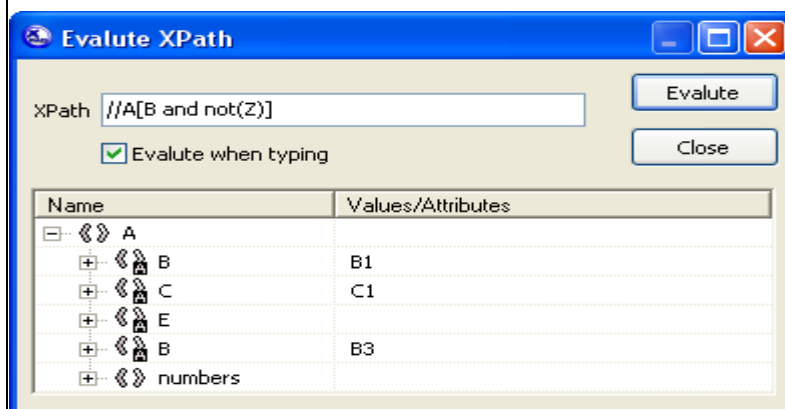 Evalute XPath
XPath //A[B and not(Z)] Evalute
Evalute when typing Close
Name Values/Attributes
A
B B1
C C1
E
B B3
numbers